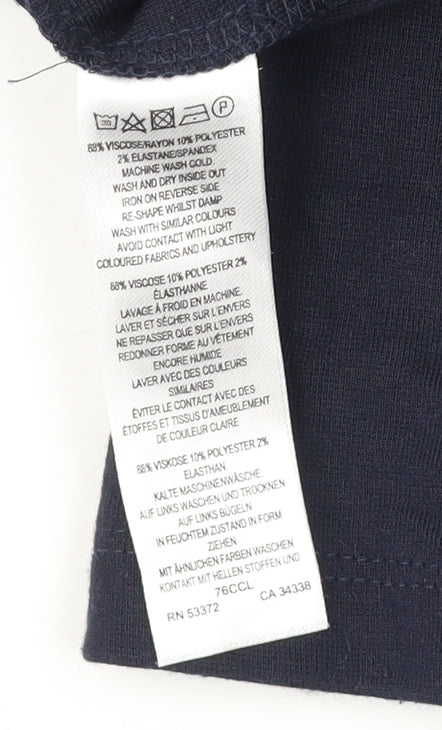 30
P
88% VISCOSE/RAYON 10% POLYESTER
2% ELASTANE/SPANDEX
MACHINE WASH COLD.
WASH AND DRY INSIDE OUT
IRON ON REVERSE SIDE
RE-SHAPE WHILST DAMP
WASH WITH SIMILAR COLOURS
AVOID CONTACT WITH LIGHT
COLOURED FABRICS AND UPHOLSTERY
88% VISCOSE 10% POLYESTER 2%
ÉLASTHANNE
LAVAGE À FROID EN MACHINE.
LAVER ET SÉCHER SUR L'ENVERS
NE REPASSER QUE SUR L'ENVERS
REDONNER FORME AU VÊTEMENT
ENCORE HUMIDE
LAVER AVEC DES COULEURS
SIMILAIRES
ÉVITER LE CONTACT AVEC DES
ÉTOFFES ET TISSUS D'AMEUBLEMENT
DE COULEUR CLAIRE
88% VISKOSE 10% POLYESTER 2%
ELASTHAN
KALTE MASCHINENWÄSCHE.
AUF LINKS WASCHEN UND TROCKNEN
AUF LINKS BÜGELN
IN FEUCHTEM ZUSTAND IN FORM
ZIEHEN
MIT ÄHNLICHEN FARBEN WASCHEN
KONTAKT MIT HELLEN STOFFEN UND
76CCL
RN 53372 CA 34338